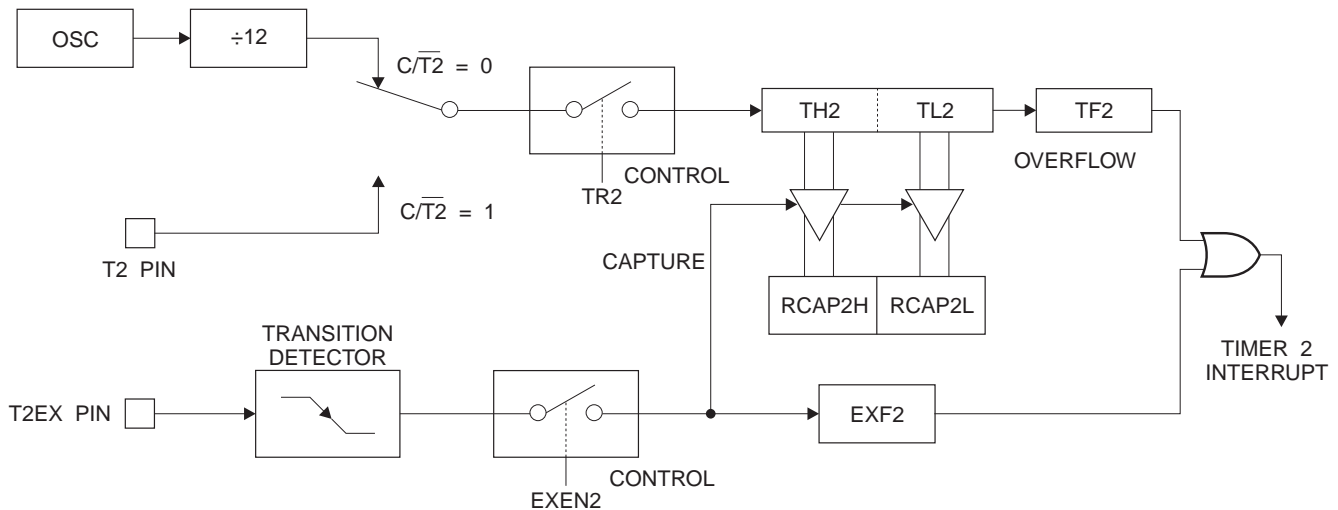 OSC
÷12
C/T2 = 0
TH2
TL2
TF2
OVERFLOW
CONTROL
TR2
C/T2 = 1
T2 PIN
CAPTURE
RCAP2H
RCAP2L
TRANSITION
DETECTOR
TIMER 2
INTERRUPT
T2EX PIN
EXF2
CONTROL
EXEN2